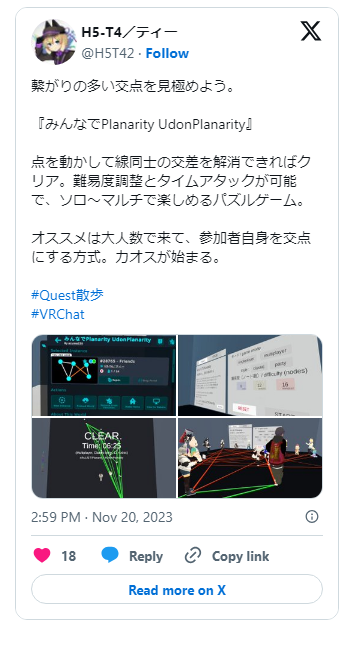 H5-T4／ティー
@H5T42 · Follow
繋がりの多い交点を見極めよう。
『みんなでPlanarity UdonPlanarity』
点を動かして線同士の交差を解消できればク
リア。難易度調整とタイムアタックが可能
で、ソロ〜マルチで楽しめるパズルゲーム。
オススメは大人数で来て、参加者自身を交点
にする方式。カオスが始まる。
#Quest散歩
#VRChat
みんなでPlanarity UdonPlanarity
CLEAR.
Time: 06:25
2:59 PM · Nov 20, 2023
18
Reply
Copy link
Read more on X